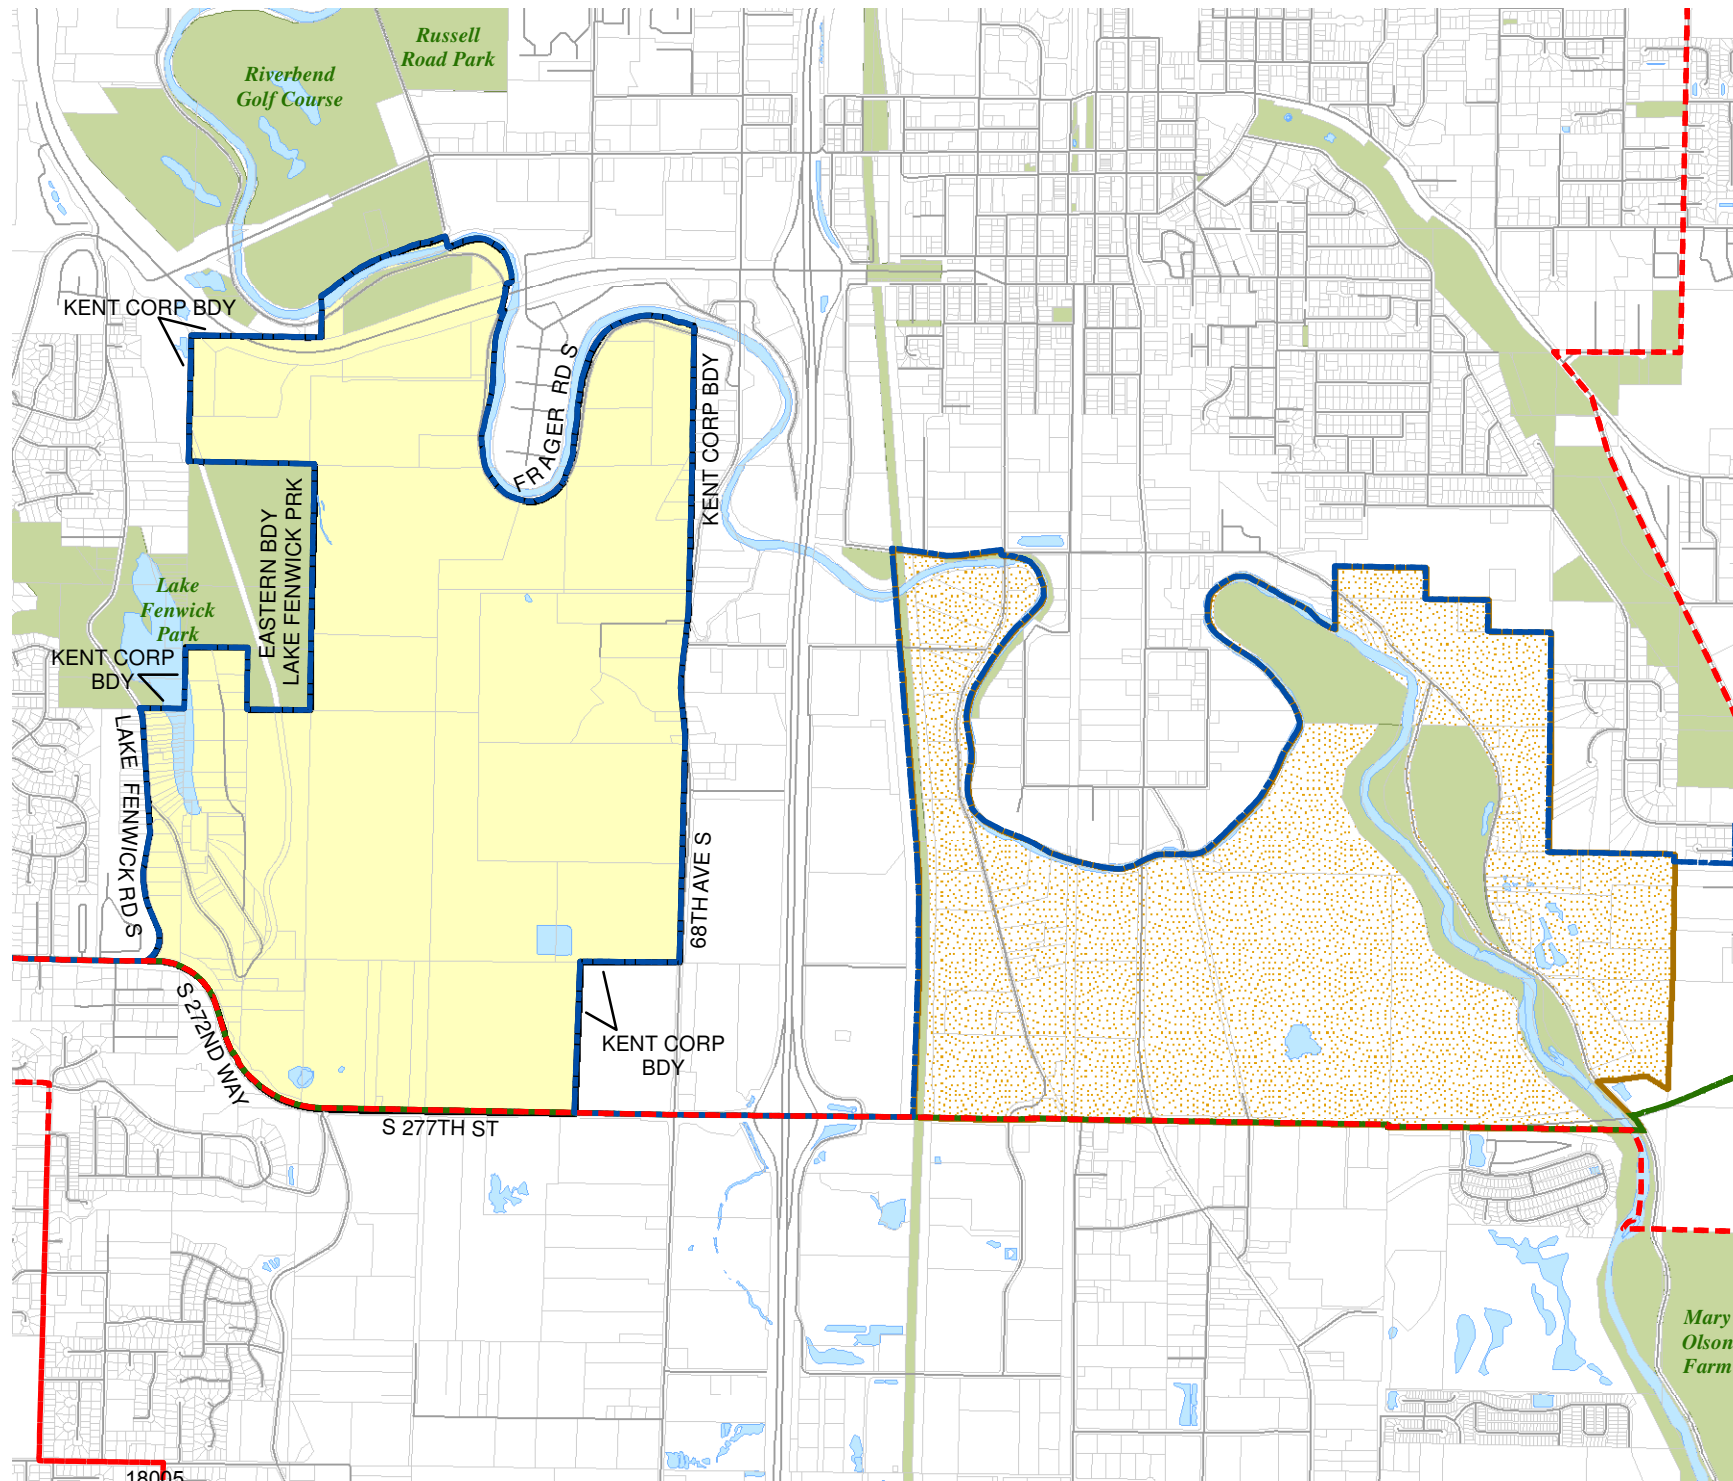 Russell
Road Park
Riverbend
Golf Course
KENT CORP BDY
FRAGER RD S
KENT CORP BDY
EASTERN BDY
LAKE FENWICK PRK
Lake
Fenwick
Park
KENT CORP
BDY
LAKE FENWICK RD S
68TH AVE S
S 272ND WAY
KENT CORP
BDY
S 277TH ST
Mary
Olson
Farm
18005